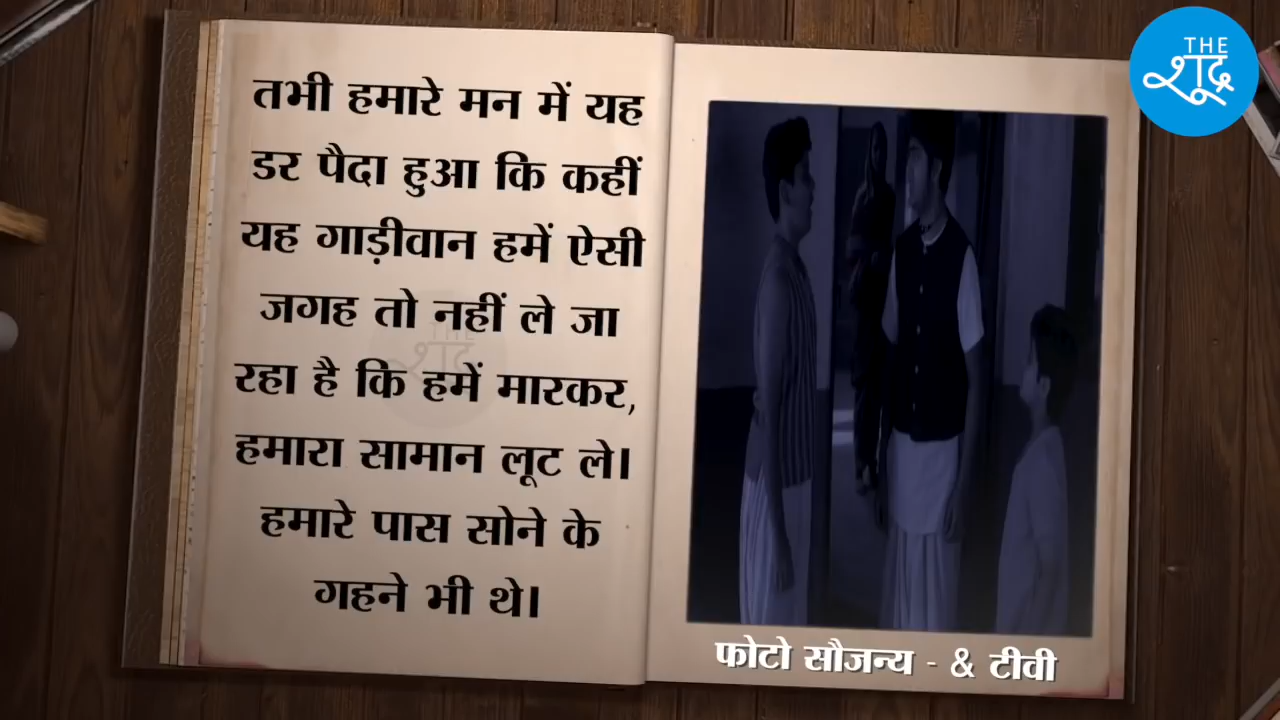 तभी हमारे मन में यह
डर पैदा हुआ कि कहीं
यह गाड़ीवान हमें ऐसी
जगह तो नहीं ले जा
रहा है कि हमें मारकर,
हमारा सामान लूट ले।
हमारे पास सोने के
गहने भी थे।
THE
शूद्र
THE
शूद्र
फोटो सौजन्य - & टीवी